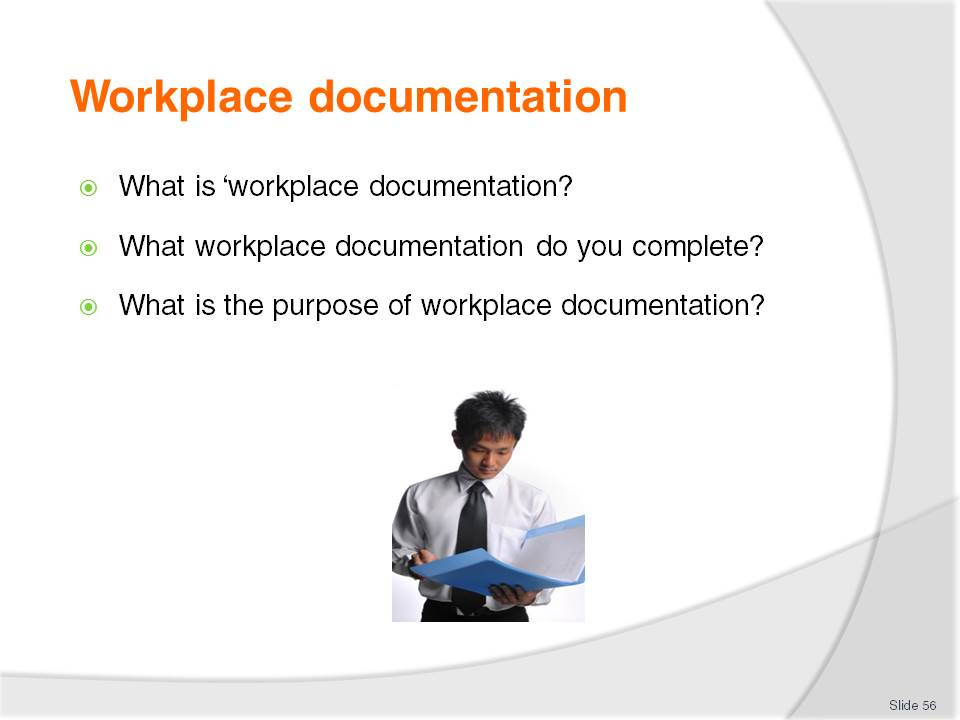 Workplace documentation
What is ‘workplace documentation?
What workplace documentation do you complete?
What is the purpose of workplace documentation?
Slide 56